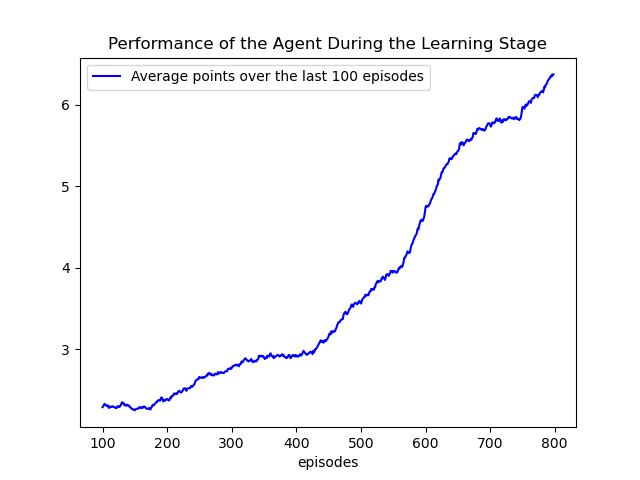 Performance of the Agent During the Learning Stage
Average points over the last 100 episodes
6
5
4
3
100 200 300 400 500 600 700 800
episodes